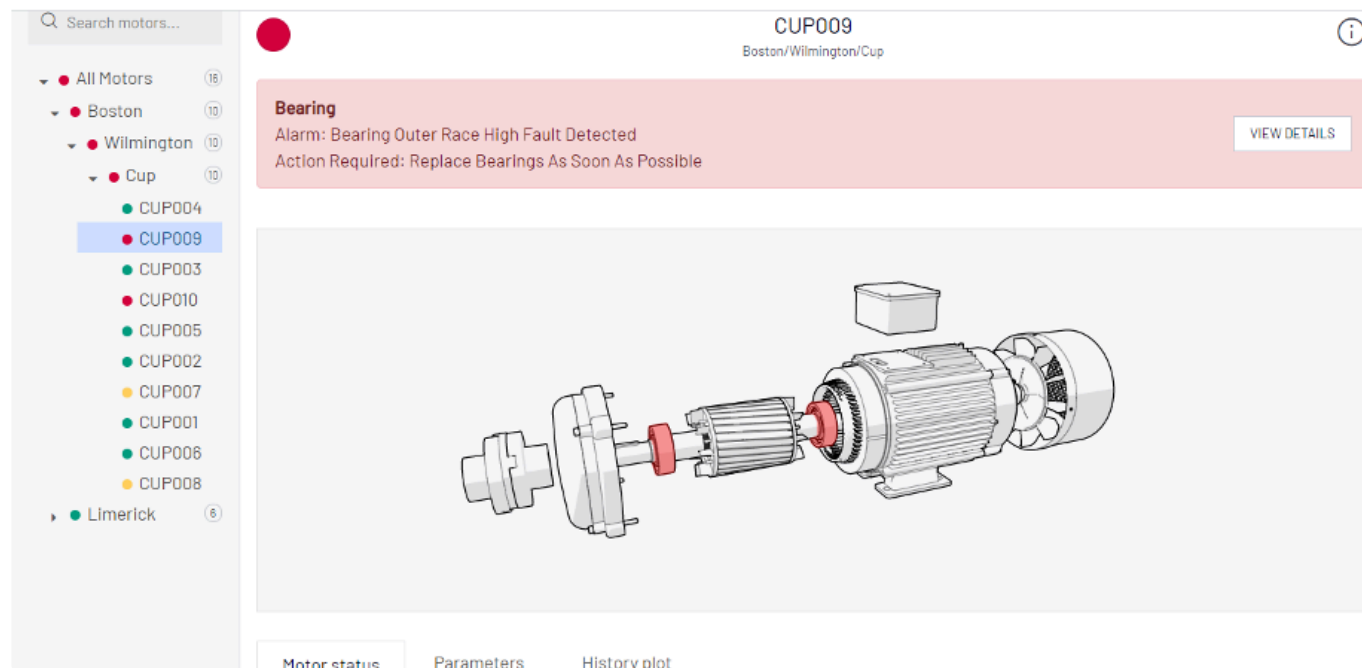 Search motors...
All Motors 16
Boston 10
Wilmington 10
Cup 10
CUP004
CUP009
CUP003
CUP010
CUP005
CUP002
CUP007
CUP001
CUP006
CUP008
Limerick 6
CUP009
Boston/Wilmington/Cup
Bearing
Alarm: Bearing Outer Race High Fault Detected
Action Required: Replace Bearings As Soon As Possible
VIEW DETAILS
Motor status Parameters History plot